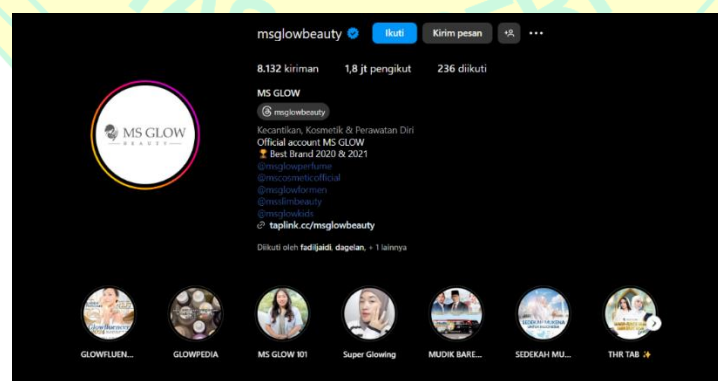 msglowbeauty Ikuti Kirim pesan
8.132 kiriman 1,8 jt pengikut 236 diikuti
MS GLOW
msglowbeauty
Kecantikan, Kosmetik & Perawatan Diri
Official account MS GLOW
🏆 Best Brand 2020 & 2021
@msglowperfume
@mscosmeticofficial
@msglowformen
@msslimbeauty
@msglowkids
taplink.cc/msglowbeauty
Diikuti oleh fadiljaidi, dagelan, + 1 lainnya
MS GLOW
BEAUTY
SEDEKAH MUKENA
GLOWFLUEN... GLOWPEDIA MS GLOW 101 Super Glowing MUDIK BARE... SEDEKAH MU... THR TAB ✨